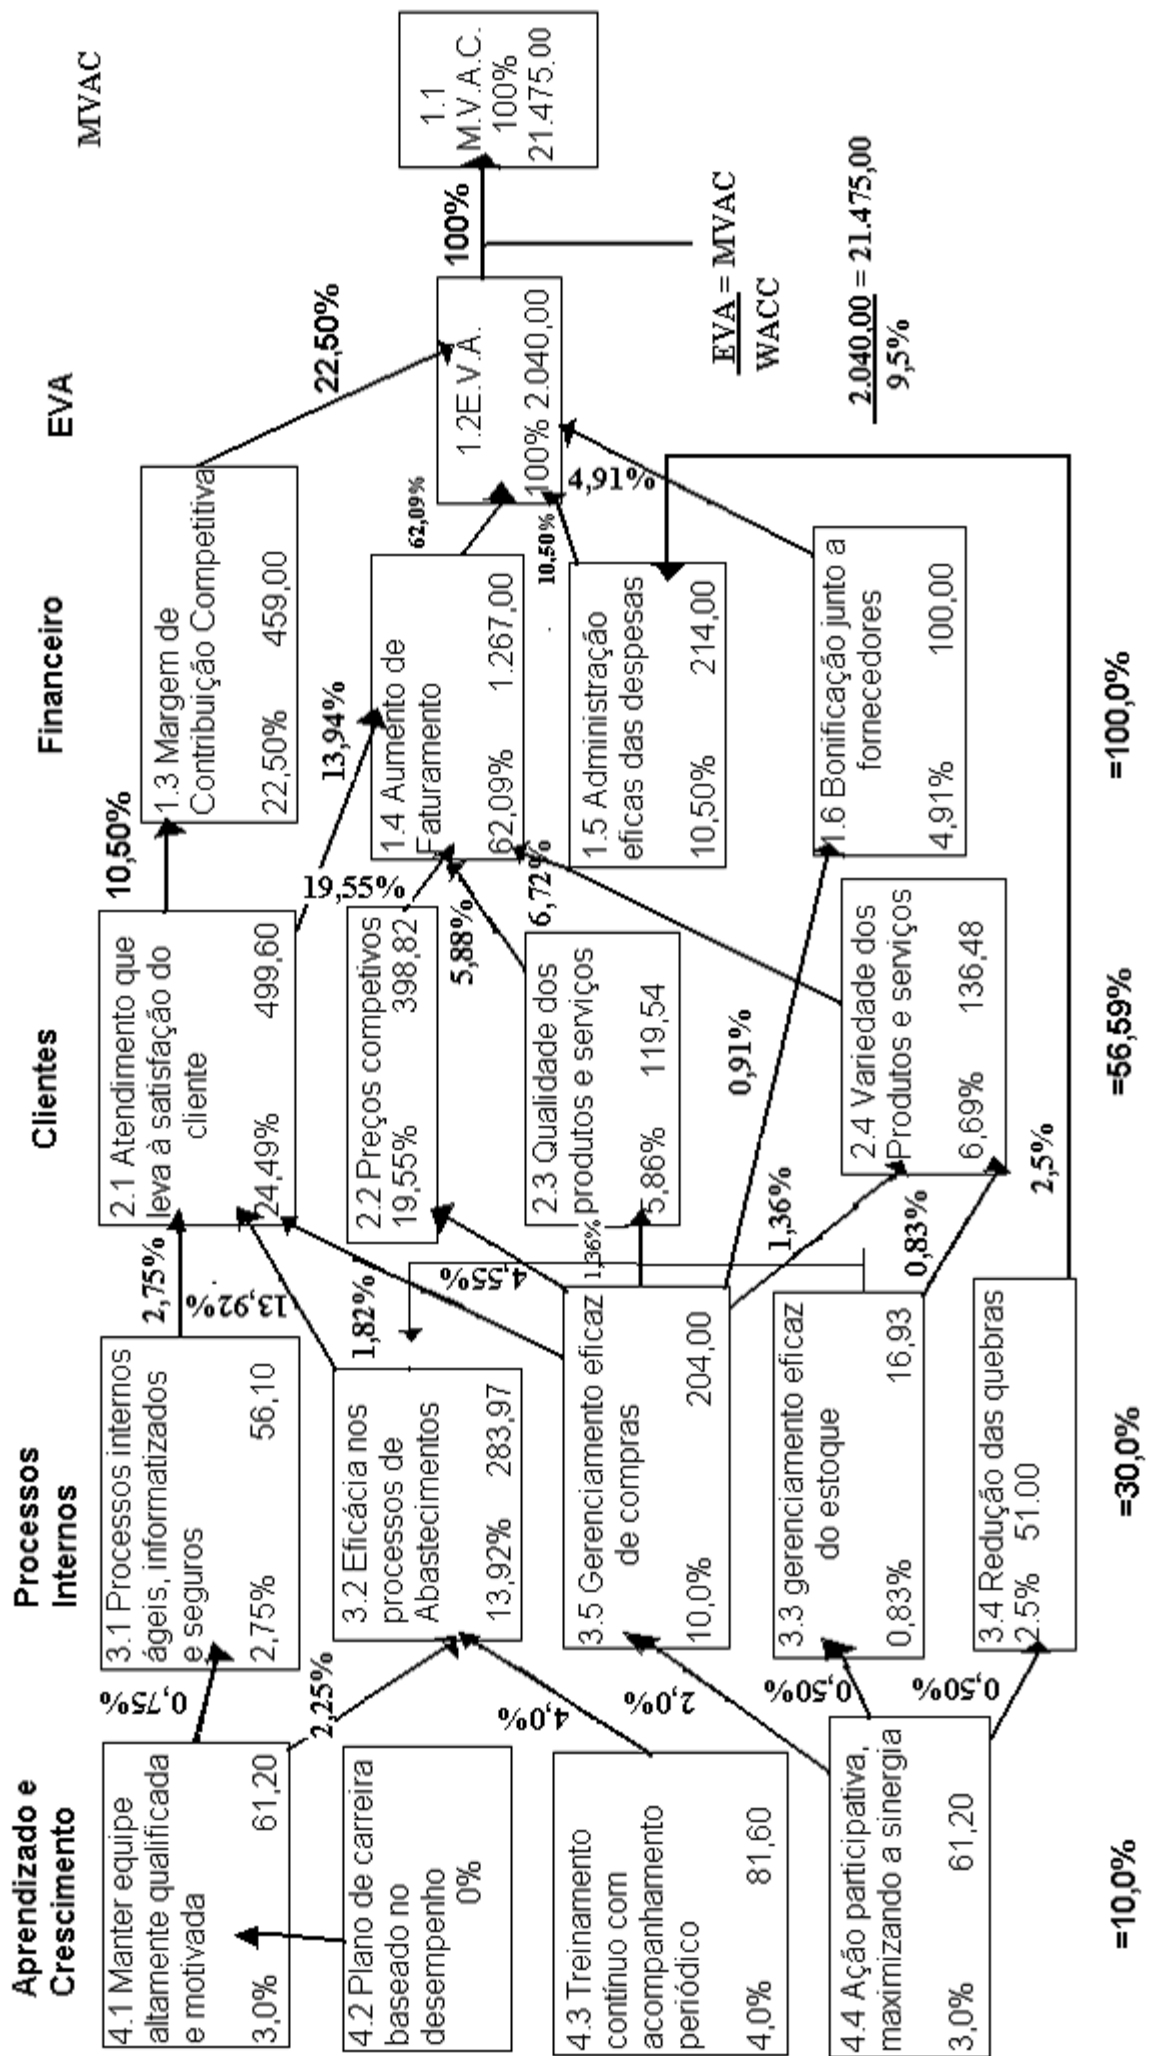 Aprendizado e
Crescimento
Processos
Internos
Clientes
Financeiro
EVA
MVAC
4.1 Manter equipe
altamente qualificada
e motivada
3,0% 61,20
4.2 Plano de carreira
baseado no
desempenho
0%
4.3 Treinamento
contínuo com
acompanhamento
periódico
4,0% 81,60
4.4 Ação participativa,
maximizando a sinergia
3,0% 61,20
=10,0%
0,75%
2,25%
4,0%
2,0%
0,50%
0,50%
3.1 Processos internos
ágeis, informatizados
e seguros
2,75% 56,10
3.2 Eficácia nos
processos de
Abastecimentos
13,92% 283,97
3.5 Gerenciamento eficaz
de compras
10,0% 204,00
3.3 gerenciamento eficaz
do estoque
0,83% 16,93
3.4 Redução das quebras
2.5% 51.00
=30,0%
2,75%
13,92%
1,82%
4,55%
1,36%
0,91%
1,36%
0,83%
2,5%
2.1 Atendimento que
leva à satisfação do
cliente
24,49% 499,60
2.2 Preços competivos
19,55% 398,82
2.3 Qualidade dos
produtos e serviços
5,86% 119,54
2.4 Variedade dos
Produtos e serviços
6,69% 136,48
=56,59%
10,50%
13,94%
19,55%
5,88%
6,72%
1.3 Margem de
Contribuição Competitiva
22,50% 459,00
1.4 Aumento de
Faturamento
62,09% 1.267,00
1.5 Administração
eficas das despesas
10,50% 214,00
1.6 Bonificação junto a
fornecedores
4,91% 100,00
=100,0%
22,50%
62,09%
10,50%
4,91%
1.2E.V.A.
100% 2.040,00
100%
EVA = MVAC
WACC
2.040,00 = 21.475,00
9,5%
1.1
M.V.A.C.
100%
21.475.00